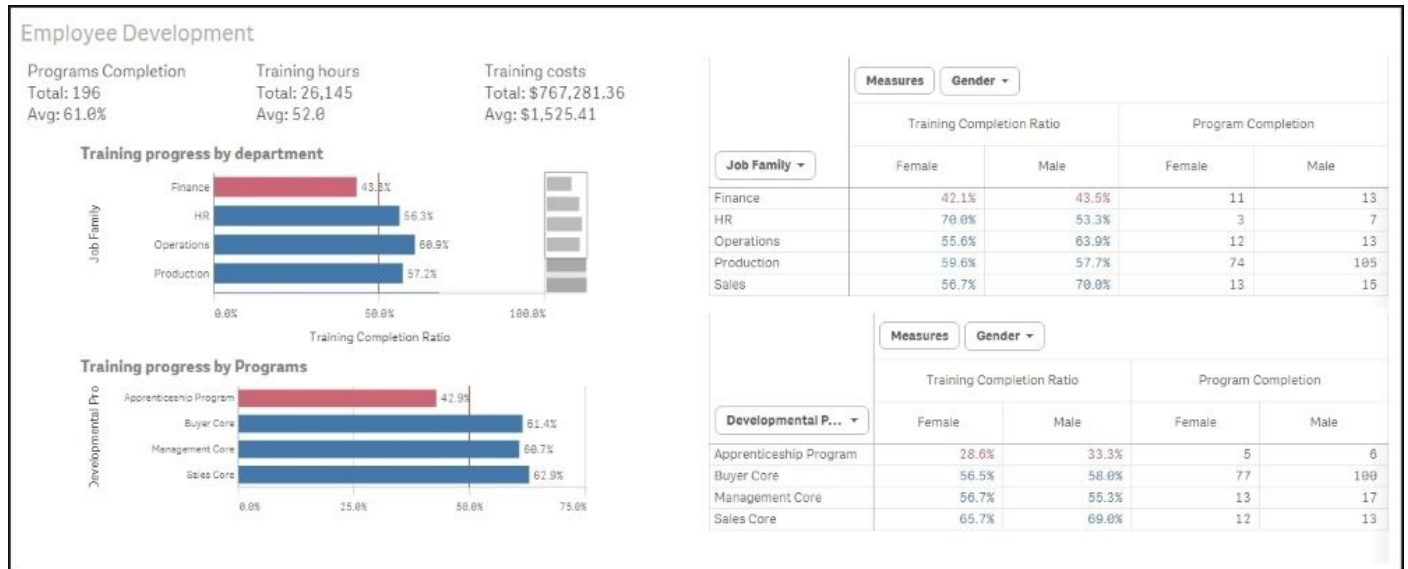 Employee Development
Programs Completion
Total: 196
Avg: 61.0%
Training hours
Total: 26,145
Avg: 52.0
Training costs
Total: $767,281.36
Avg: $1,525.41
Training progress by department
Job Family
Finance 43.3%
HR 56.3%
Operations 60.9%
Production 57.2%
0.0% 50.0% 100.0%
Training Completion Ratio
Training progress by Programs
Developmental Pro
Apprenticeship Program 42.9%
Buyer Core 61.4%
Management Core 60.7%
Sales Core 62.9%
0.0% 25.0% 50.0% 75.0%
Measures Gender
Training Completion Ratio Program Completion
Job Family Female Male Female Male
Finance 42.1% 43.5% 11 13
HR 70.0% 53.3% 3 7
Operations 55.6% 63.9% 12 13
Production 59.6% 57.7% 74 105
Sales 56.7% 70.0% 13 15
Measures Gender
Training Completion Ratio Program Completion
Developmental P... Female Male Female Male
Apprenticeship Program 28.6% 33.3% 5 6
Buyer Core 56.5% 58.0% 77 100
Management Core 56.7% 55.3% 13 17
Sales Core 65.7% 69.0% 12 13